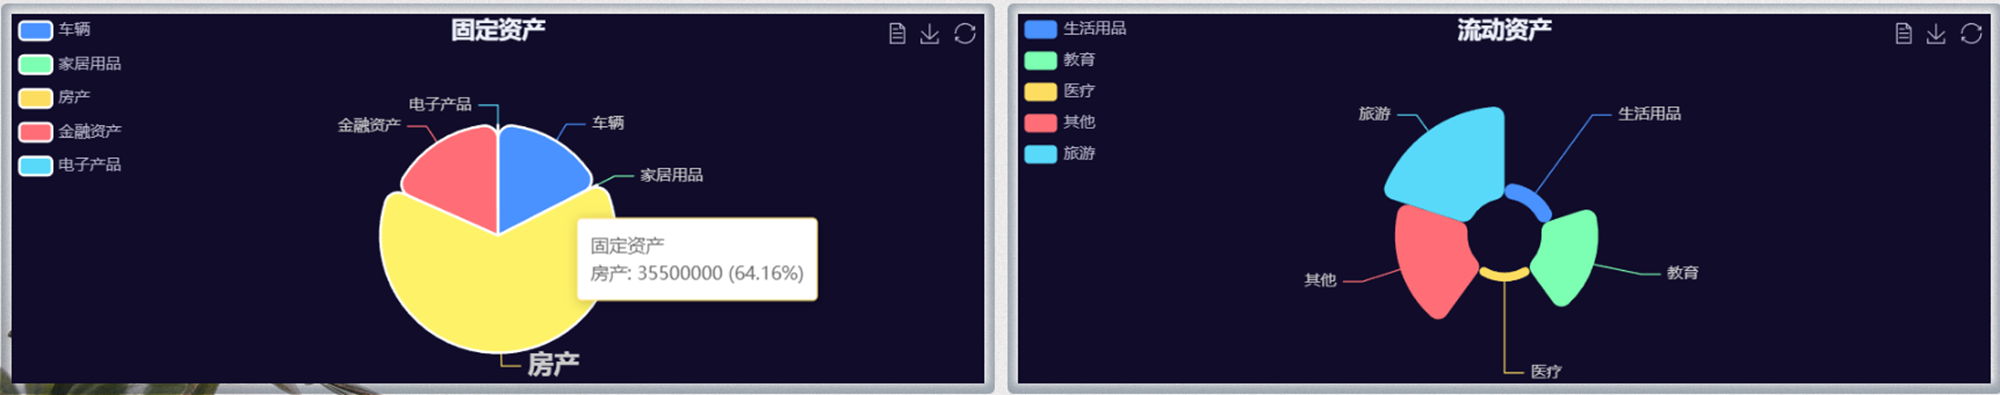 固定资产
车辆
家居用品
房产
金融资产
电子产品
电子产品
金融资产
车辆
家居用品
固定资产
房产: 35500000 (64.16%)
房产
流动资产
生活用品
教育
医疗
其他
旅游
旅游
生活用品
其他
教育
医疗